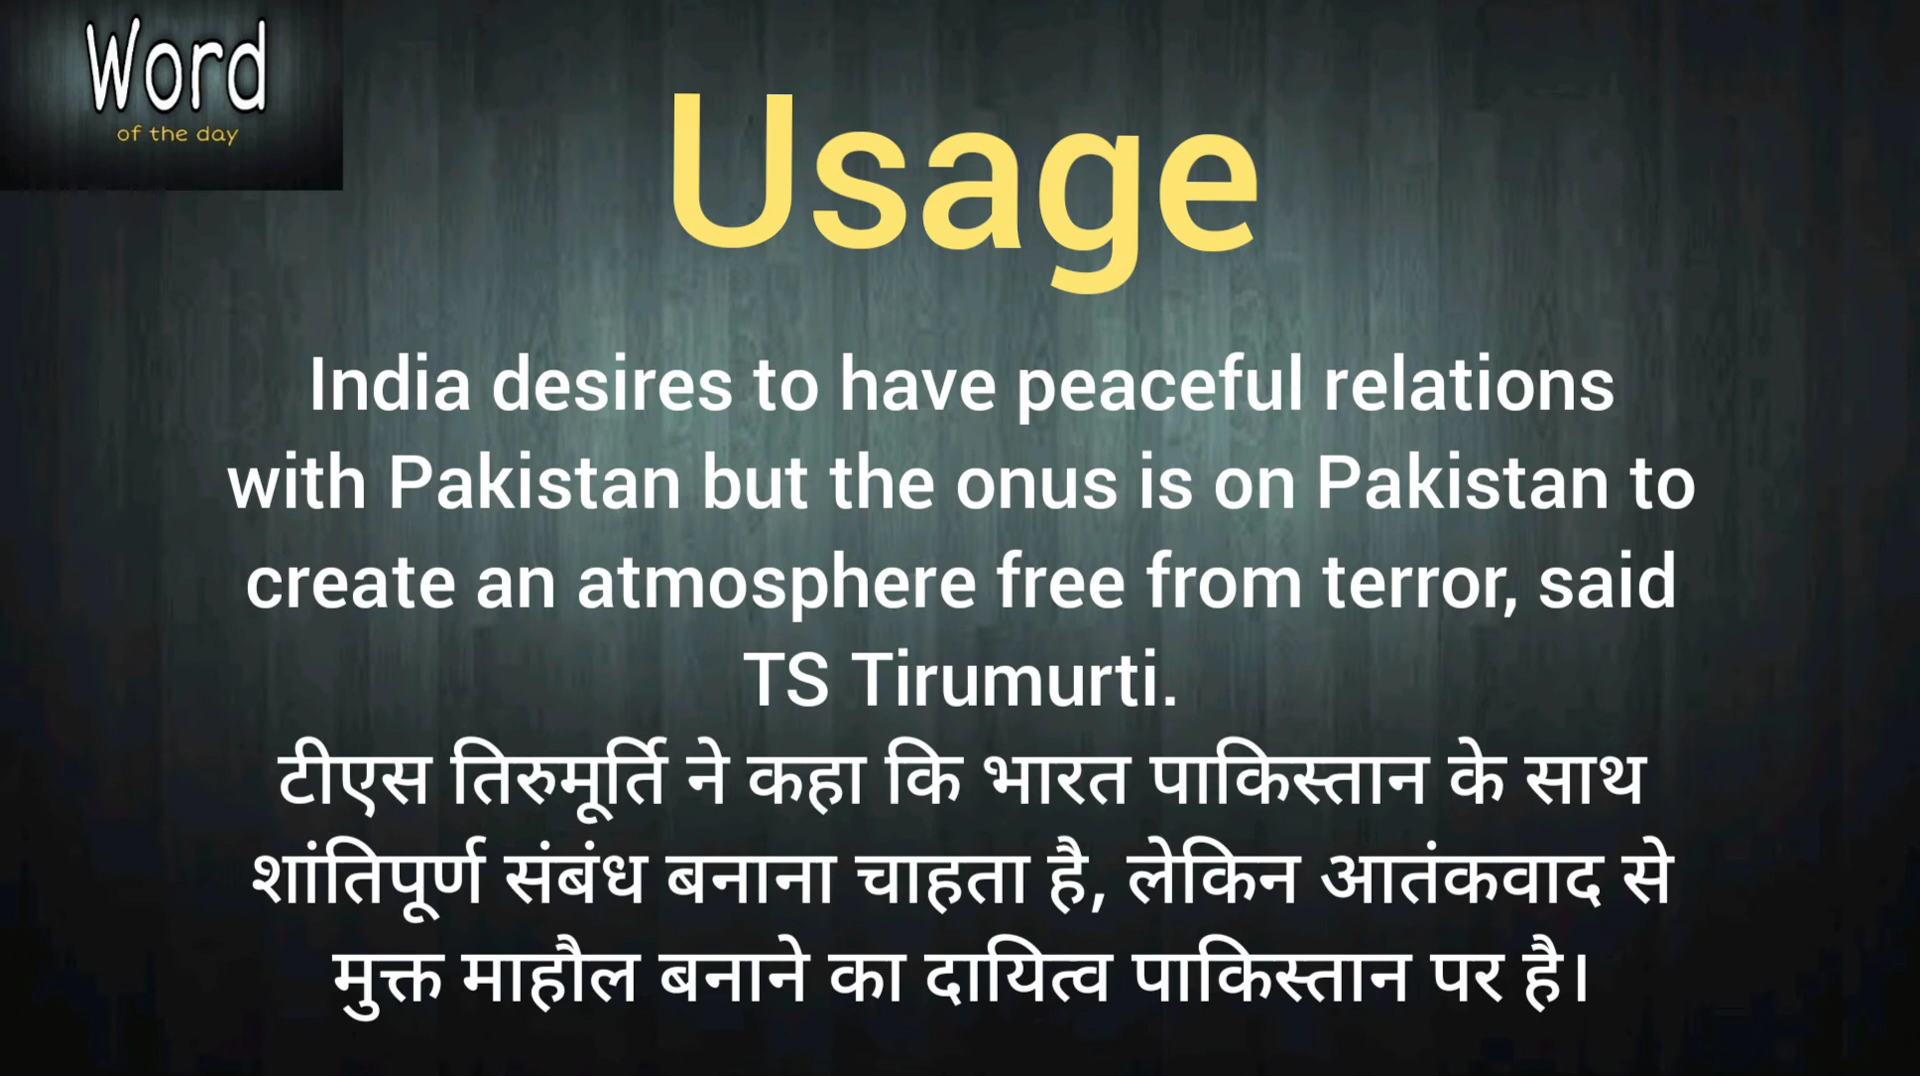 Word
of the day
Usage
India desires to have peaceful relations
with Pakistan but the onus is on Pakistan to
create an atmosphere free from terror, said
TS Tirumurti.
टीएस तिरुमूर्ति ने कहा कि भारत पाकिस्तान के साथ
शांतिपूर्ण संबंध बनाना चाहता है, लेकिन आतंकवाद से
मुक्त माहौल बनाने का दायित्व पाकिस्तान पर है।